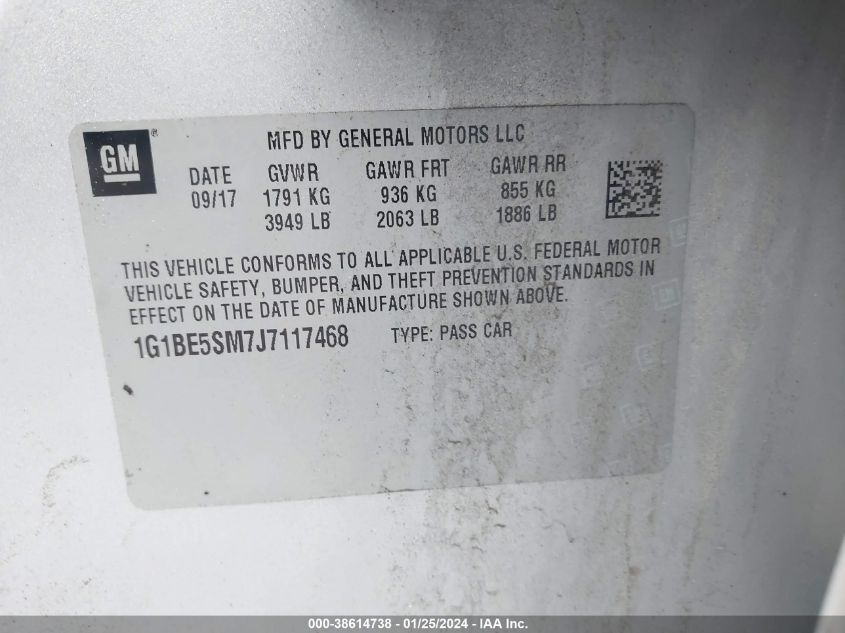 GM ® MFD BY GENERAL MOTORS LLC
DATE GVWR GAWR FRT GAWR RR
09/17 1791 KG 936 KG 855 KG
3949 LB 2063 LB 1886 LB
THIS VEHICLE CONFORMS TO ALL APPLICABLE U.S. FEDERAL MOTOR
VEHICLE SAFETY, BUMPER, AND THEFT PREVENTION STANDARDS IN
EFFECT ON THE DATE OF MANUFACTURE SHOWN ABOVE.
1G1BE5SM7J7117468 TYPE: PASS CAR
000-38614738 - 01/25/2024 - IAA Inc.